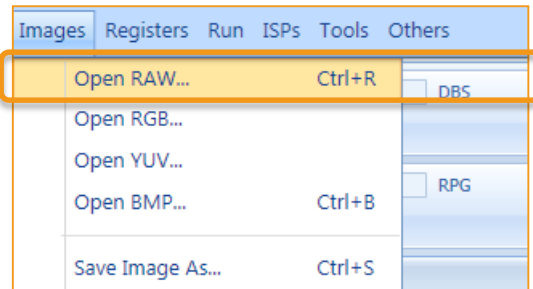 Images Registers Run ISPs Tools Others
Open RAW... Ctrl+R
DBS
Open RGB...
Open YUV...
RPG
Open BMP... Ctrl+B
Save Image As... Ctrl+S